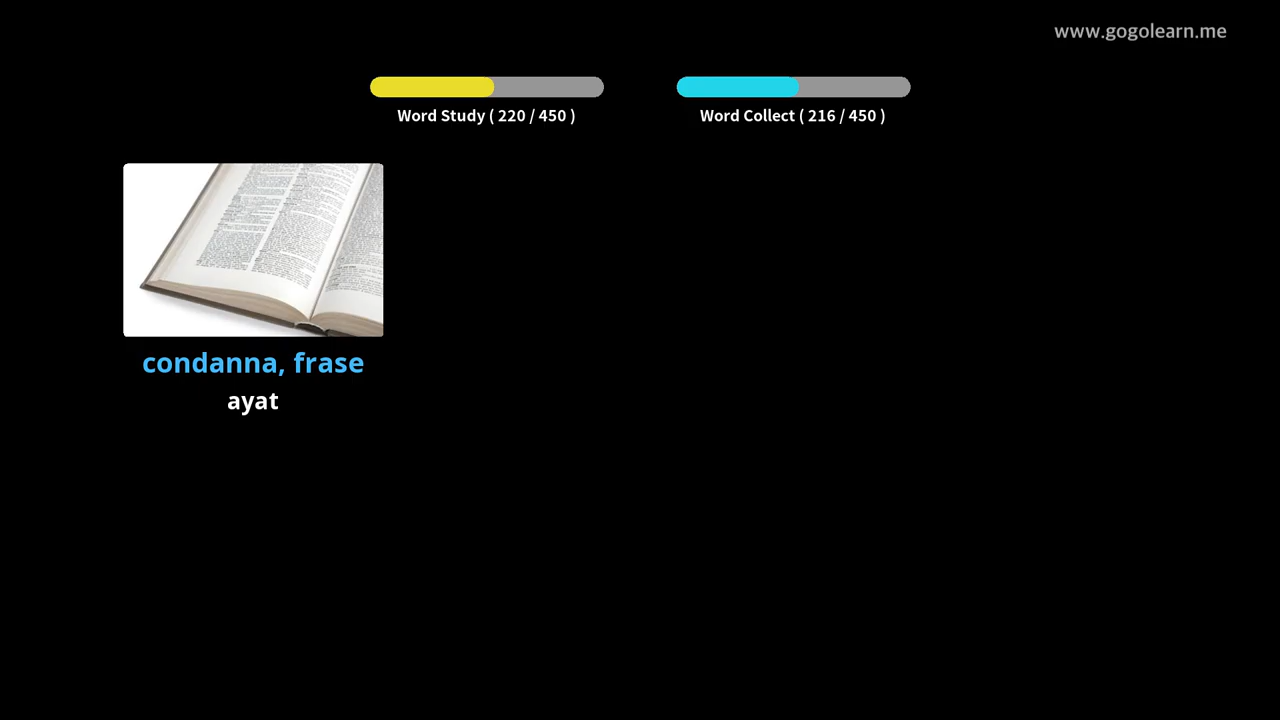 www.gogolearn.me
Word Study ( 220 / 450 )
Word Collect ( 216 / 450 )
condanna, frase
ayat